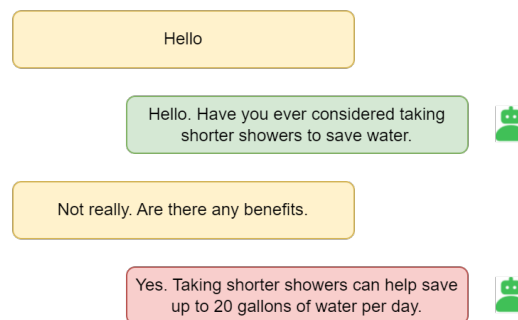 Hello
Hello. Have you ever considered taking
shorter showers to save water.
Not really. Are there any benefits.
Yes. Taking shorter showers can help save
up to 20 gallons of water per day.